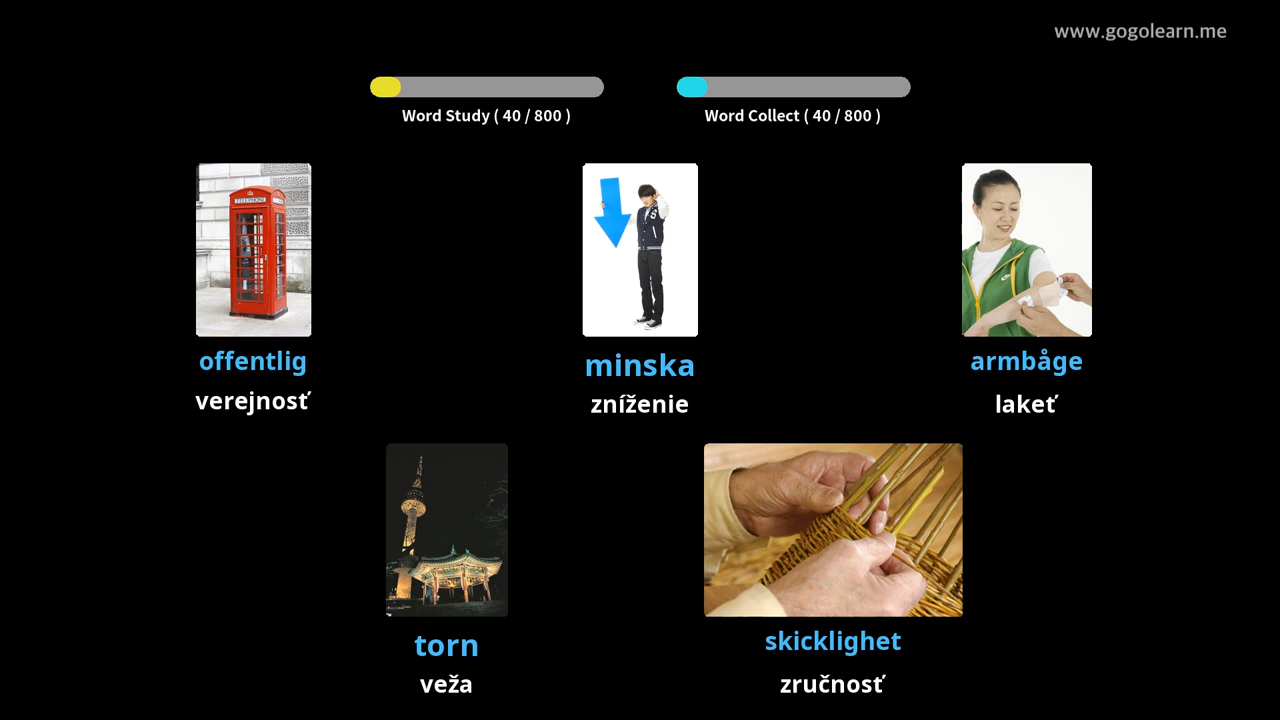 www.gogolearn.me
Word Study ( 40 / 800 )
Word Collect ( 40 / 800 )
TELEPHONE
S
offentlig
verejnosť
minska
zníženie
armbåge
lakeť
torn
veža
skicklighet
zručnosť